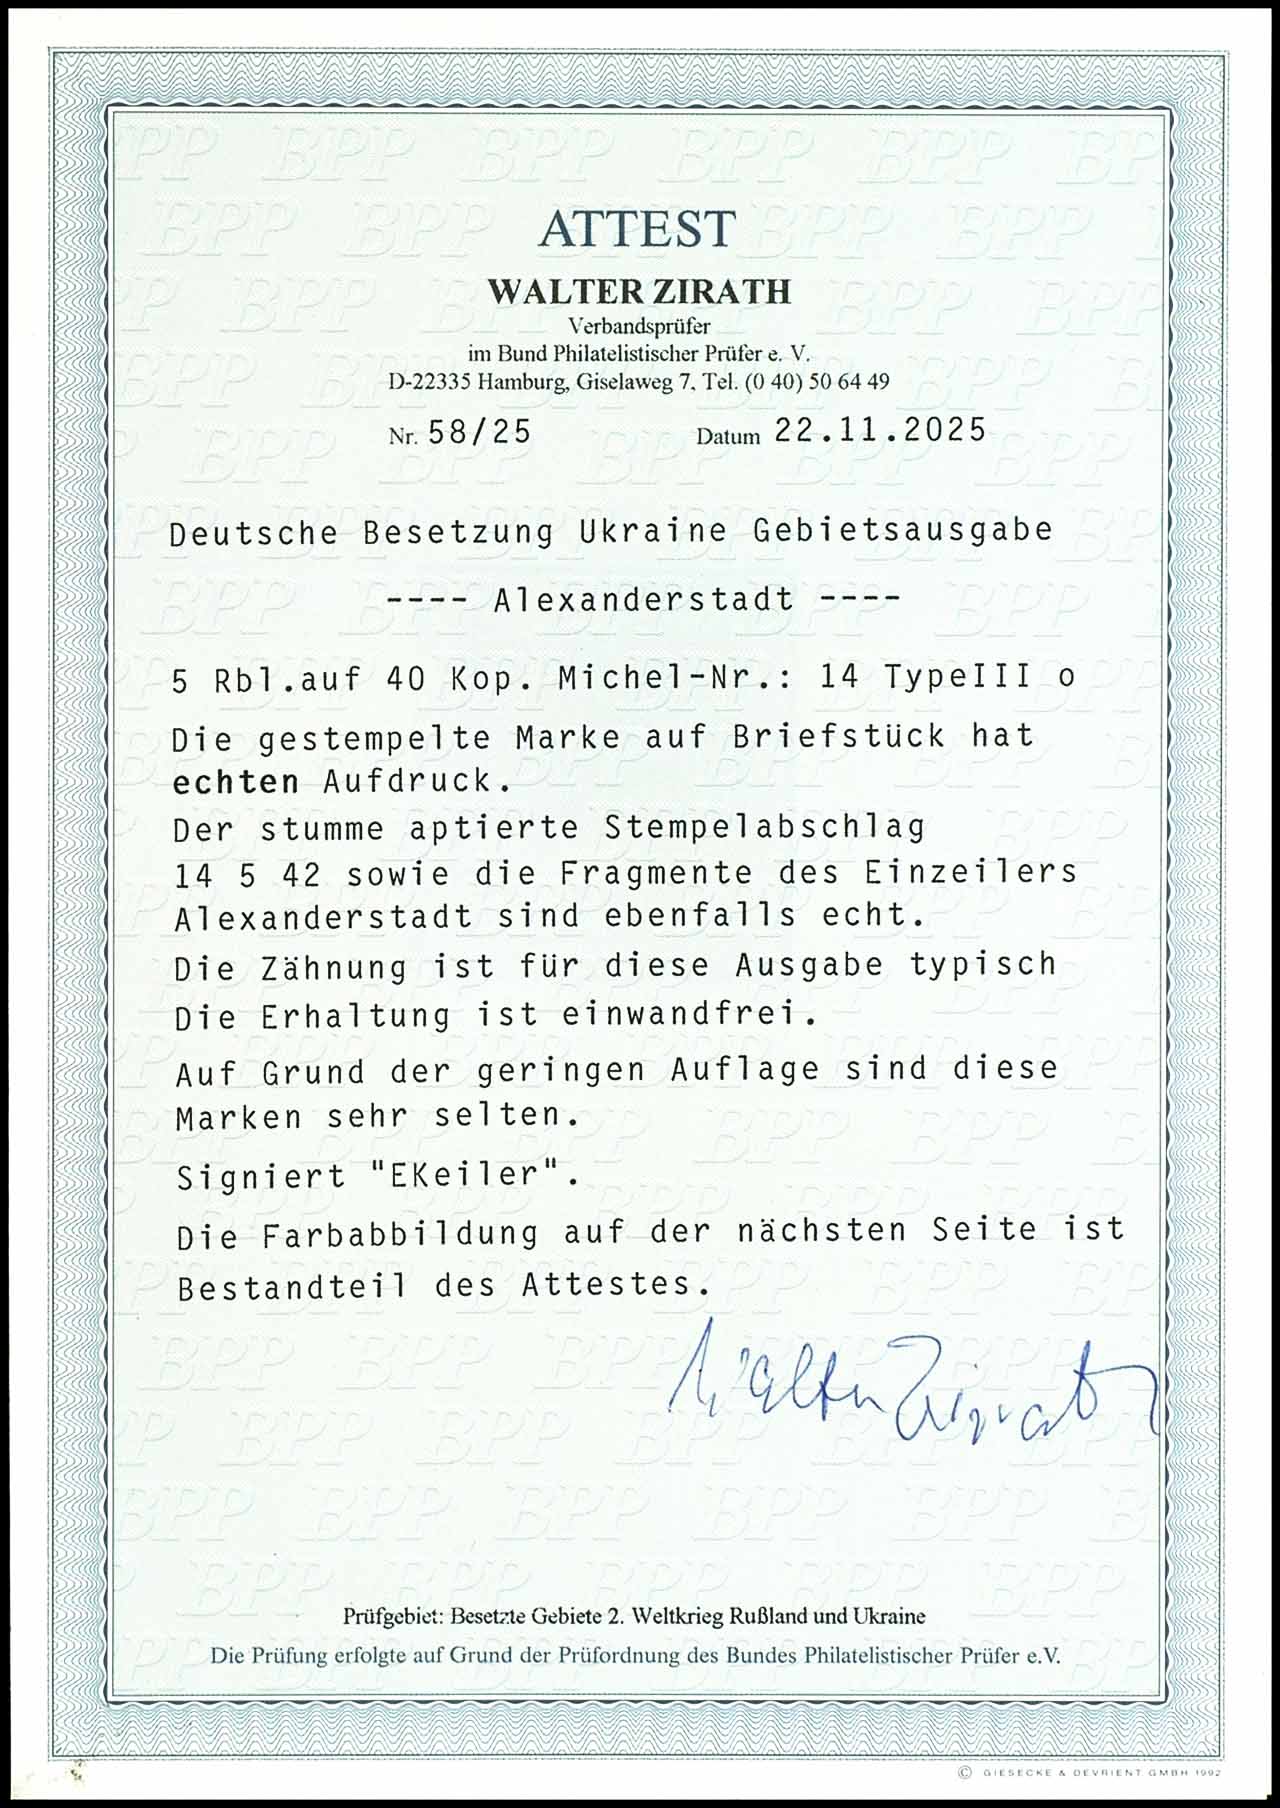 ATTEST
WALTER ZIRATH
Verbandsprüfer
im Bund Philatelistischer Prüfer e. V.
D-22335 Hamburg, Giselaweg 7, Tel. (0 40) 50 64 49
Nr. 58/25 Datum 22.11.2025
Deutsche Besetzung Ukraine Gebietsausgabe
---- Alexanderstadt ----
5 Rbl.auf 40 Kop. Michel-Nr.: 14 TypeIII o
Die gestempelte Marke auf Briefstück hat
echten Aufdruck.
Der stumme aptierte Stempelabschlag
14 5 42 sowie die Fragmente des Einzeilers
Alexanderstadt sind ebenfalls echt.
Die Zähnung ist für diese Ausgabe typisch
Die Erhaltung ist einwandfrei.
Auf Grund der geringen Auflage sind diese
Marken sehr selten.
Signiert "EKeiler".
Die Farbabbildung auf der nächsten Seite ist
Bestandteil des Attestes.
Walter Zirath
Prüfgebiet: Besetzte Gebiete 2. Weltkrieg Rußland und Ukraine
Die Prüfung erfolgte auf Grund der Prüfordnung des Bundes Philatelistischer Prüfer e.V.
© GIESECKE & DEVRIENT GMBH 1992